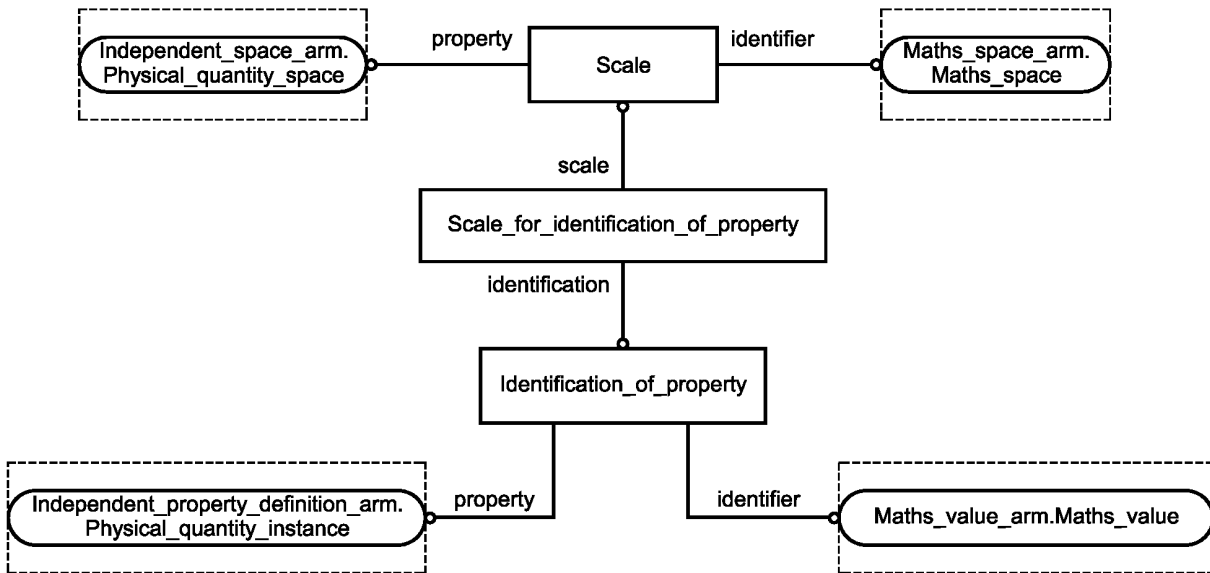 property
identifier
Independent_space_arm.
Physical_quantity_space
Scale
Maths_space_arm.
Maths_space
scale
Scale_for_identification_of_property
identification
Identification_of_property
Independent_property_definition_arm.
Physical_quantity_instance
property
identifier
Maths_value_arm.Maths_value